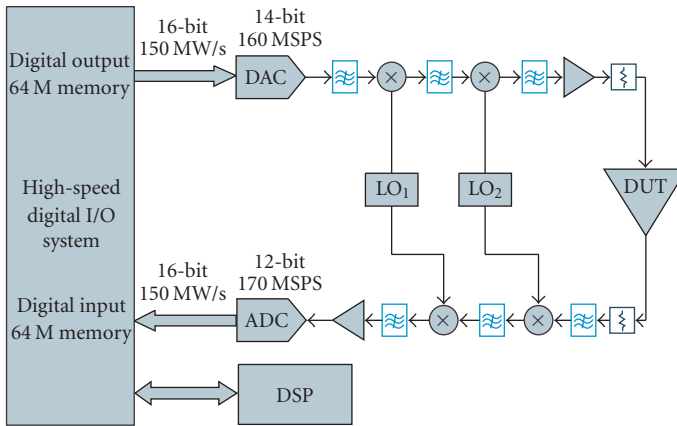 Digital output
64 M memory
High-speed
digital I/O
system
Digital input
64 M memory
16-bit
150 MW/s
14-bit
160 MSPS
DAC
LO₁
LO₂
DUT
16-bit
150 MW/s
12-bit
170 MSPS
ADC
DSP